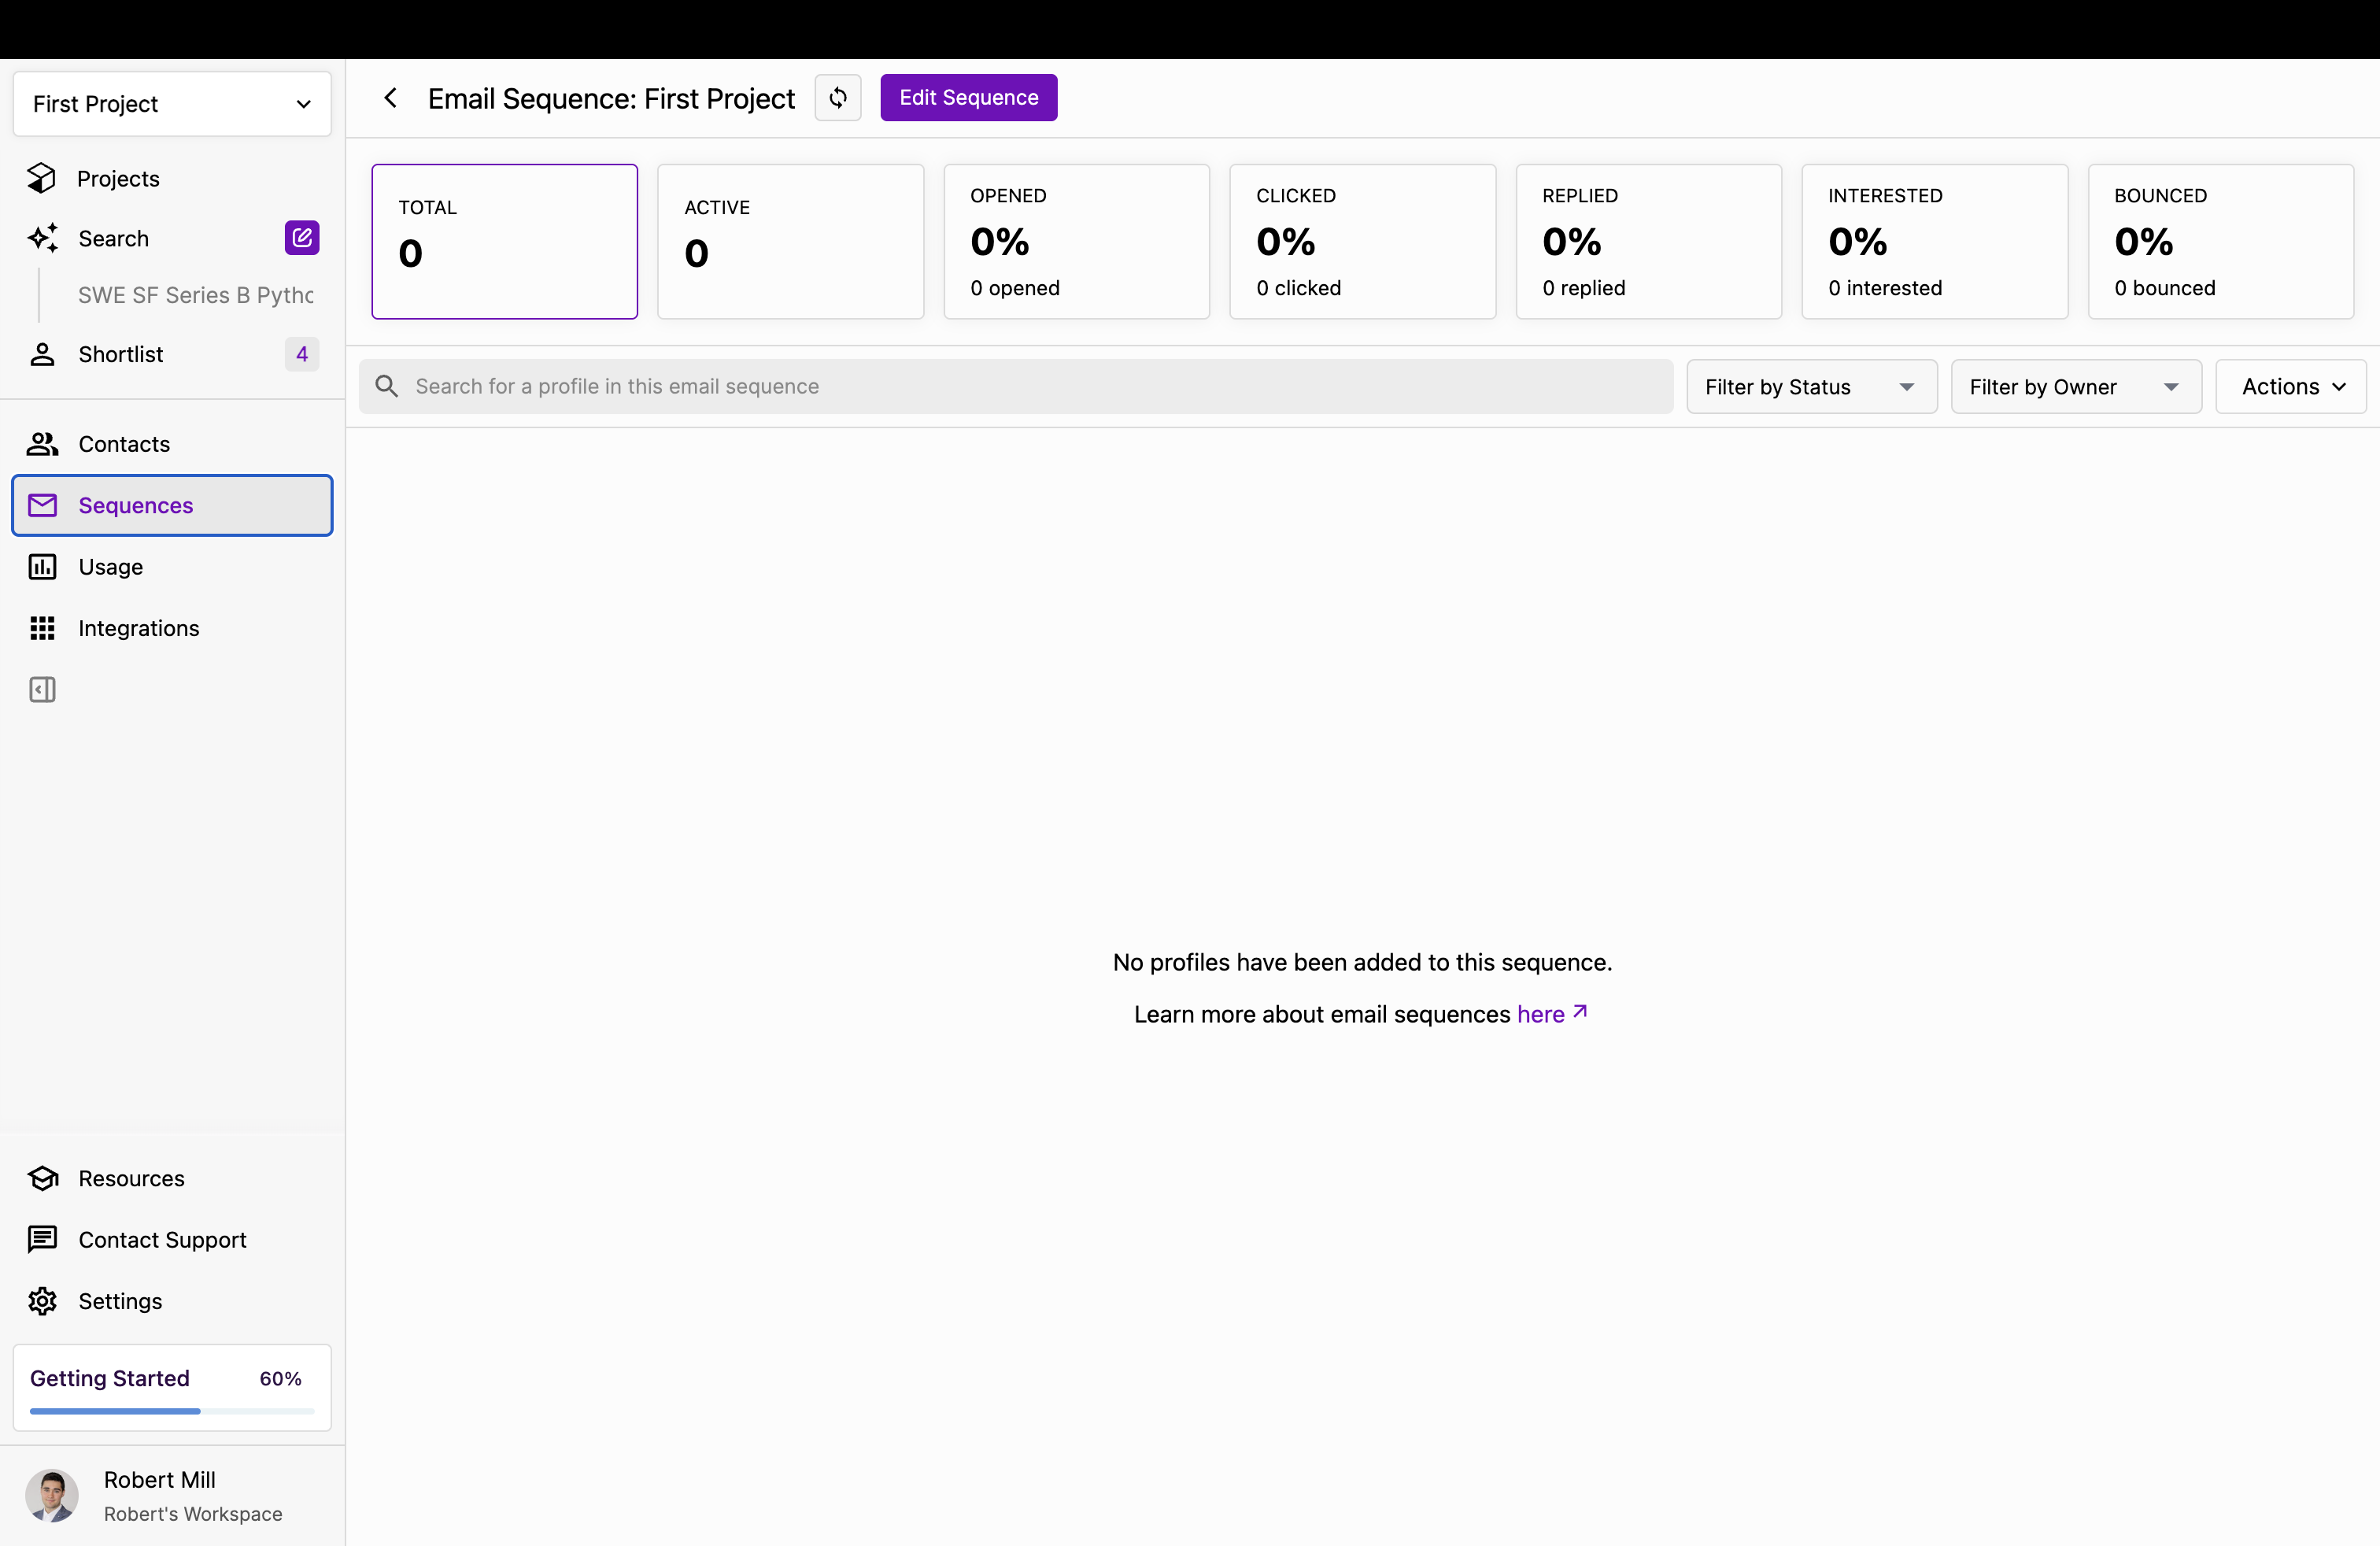 First Project
Projects
Search
SWE SF Series B Pytho
Shortlist
4
Contacts
Sequences
Usage
Integrations
Resources
Contact Support
Settings
Getting Started 60%
Robert Mill
Robert's Workspace
Email Sequence: First Project
Edit Sequence
TOTAL
0
ACTIVE
0
OPENED
0%
0 opened
CLICKED
0%
0 clicked
REPLIED
0%
0 replied
INTERESTED
0%
0 interested
BOUNCED
0%
0 bounced
Search for a profile in this email sequence
Filter by Status
Filter by Owner
Actions
No profiles have been added to this sequence.
Learn more about email sequences here